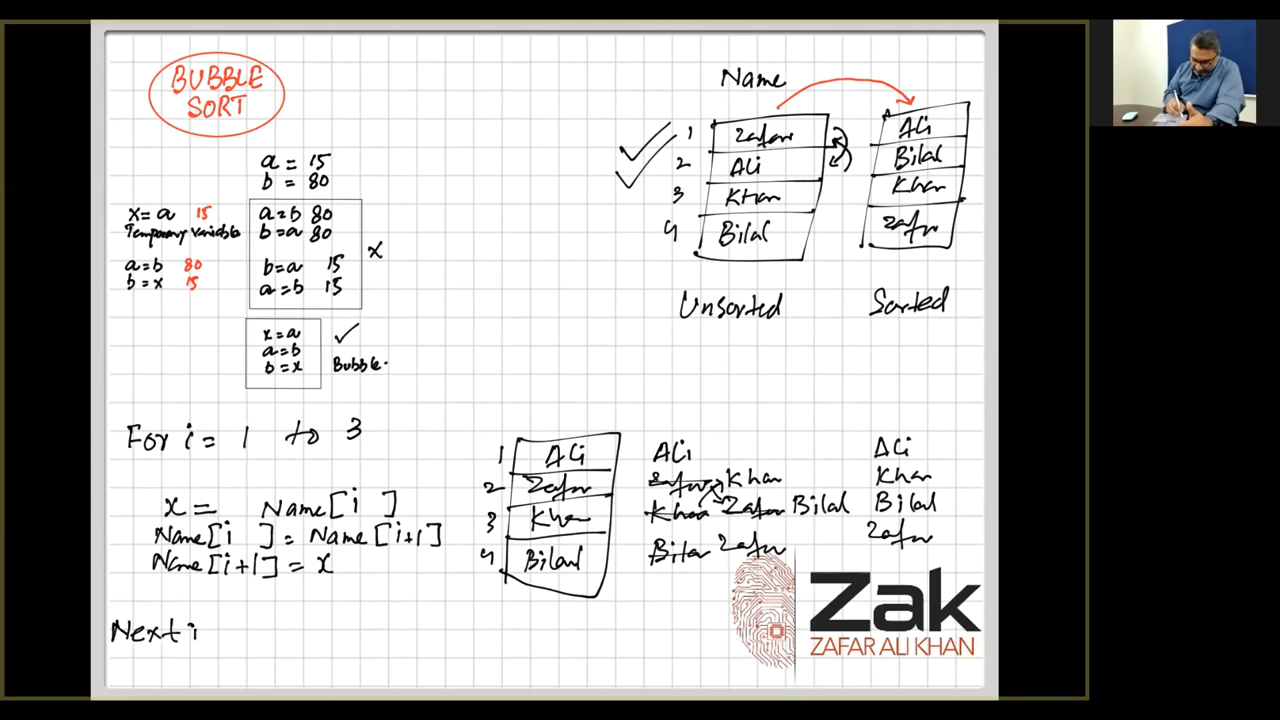 BUBBLE
SORT
a = 15
b = 80
x = a 15
Temporary Variable
a = b 80
b = x 15
a = b 80
b = a 80
b = a 15
a = b 15
x
x = a
a = b
b = x
✓
Bubble.
Name
1 Zafar
2 Ali
3 Khan
4 Bilal
Unsorted
Ali
Bilal
Khan
Zafar
Sorted
For i = 1 to 3
x = Name[i ]
Name[i ] = Name[i+1]
Name[i+1] = x
Next i
1 Ali
2 Zafar
3 Khan
4 Bilal
Ali
Zafar Khan
Khan Zafar Bilal
Bilal Zafar
Ali
Khan
Bilal
Zafar
Zak
ZAFAR ALI KHAN